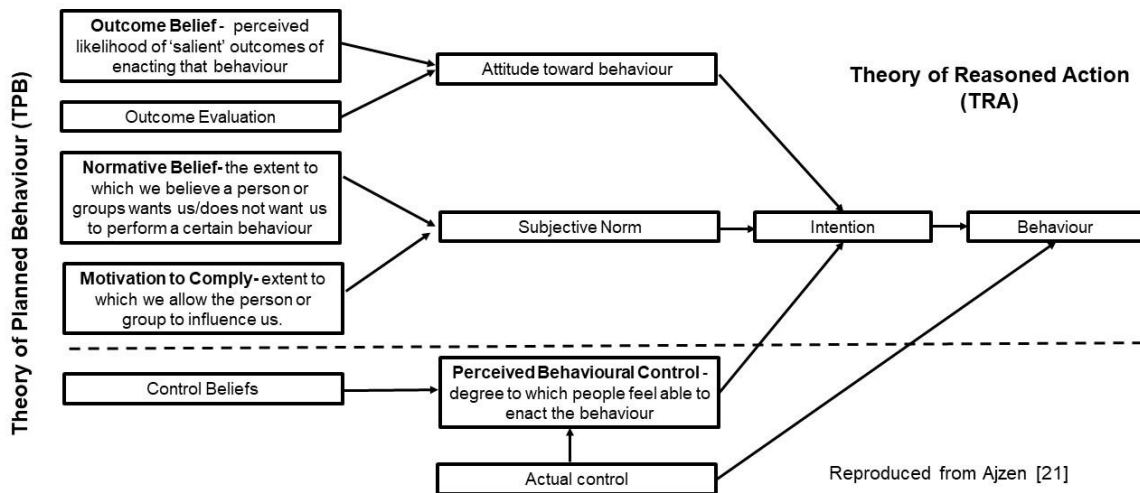 Theory of Planned Behaviour (TPB)
Outcome Belief - perceived
likelihood of ‘salient’ outcomes of
enacting that behaviour
Outcome Evaluation
Attitude toward behaviour
Theory of Reasoned Action
(TRA)
Normative Belief- the extent to
which we believe a person or
groups wants us/does not want us
to perform a certain behaviour
Motivation to Comply- extent to
which we allow the person or
group to influence us.
Subjective Norm
Intention
Behaviour
Control Beliefs
Perceived Behavioural Control -
degree to which people feel able to
enact the behaviour
Actual control
Reproduced from Ajzen [21]